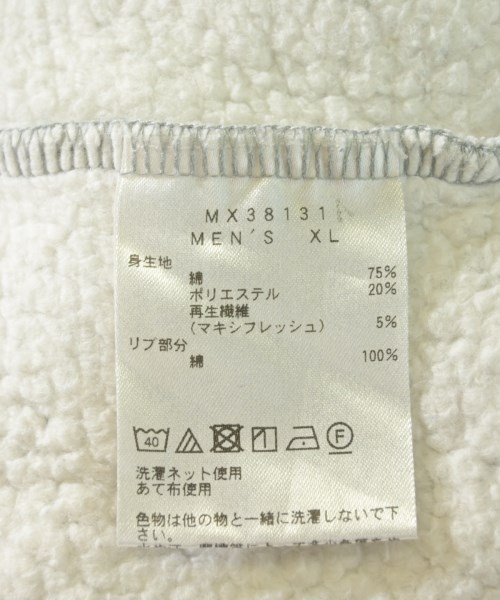 MX38131
MEN'S XL
身生地
綿 75%
ポリエステル 20%
再生繊維
(マキシフレッシュ) 5%
リブ部分
綿 100%
40
F
洗濯ネット使用
あて布使用
色物は他の物と一緒に洗濯しないで下
さい。